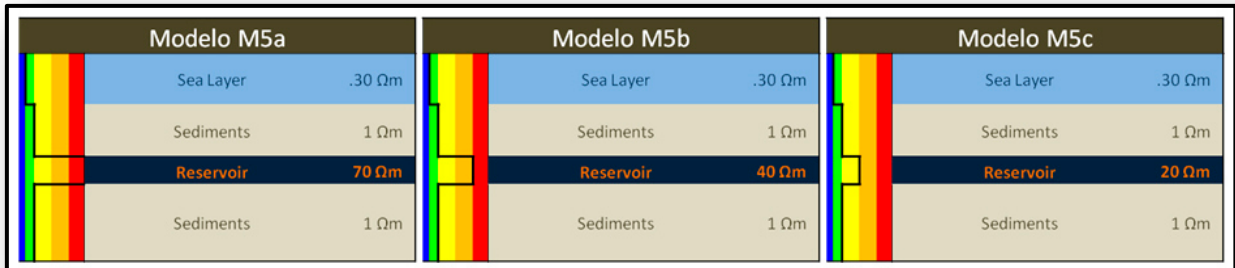 Modelo M5a
Sea Layer .30 Ωm
Sediments 1 Ωm
Reservoir 70 Ωm
Sediments 1 Ωm
Modelo M5b
Sea Layer .30 Ωm
Sediments 1 Ωm
Reservoir 40 Ωm
Sediments 1 Ωm
Modelo M5c
Sea Layer .30 Ωm
Sediments 1 Ωm
Reservoir 20 Ωm
Sediments 1 Ωm